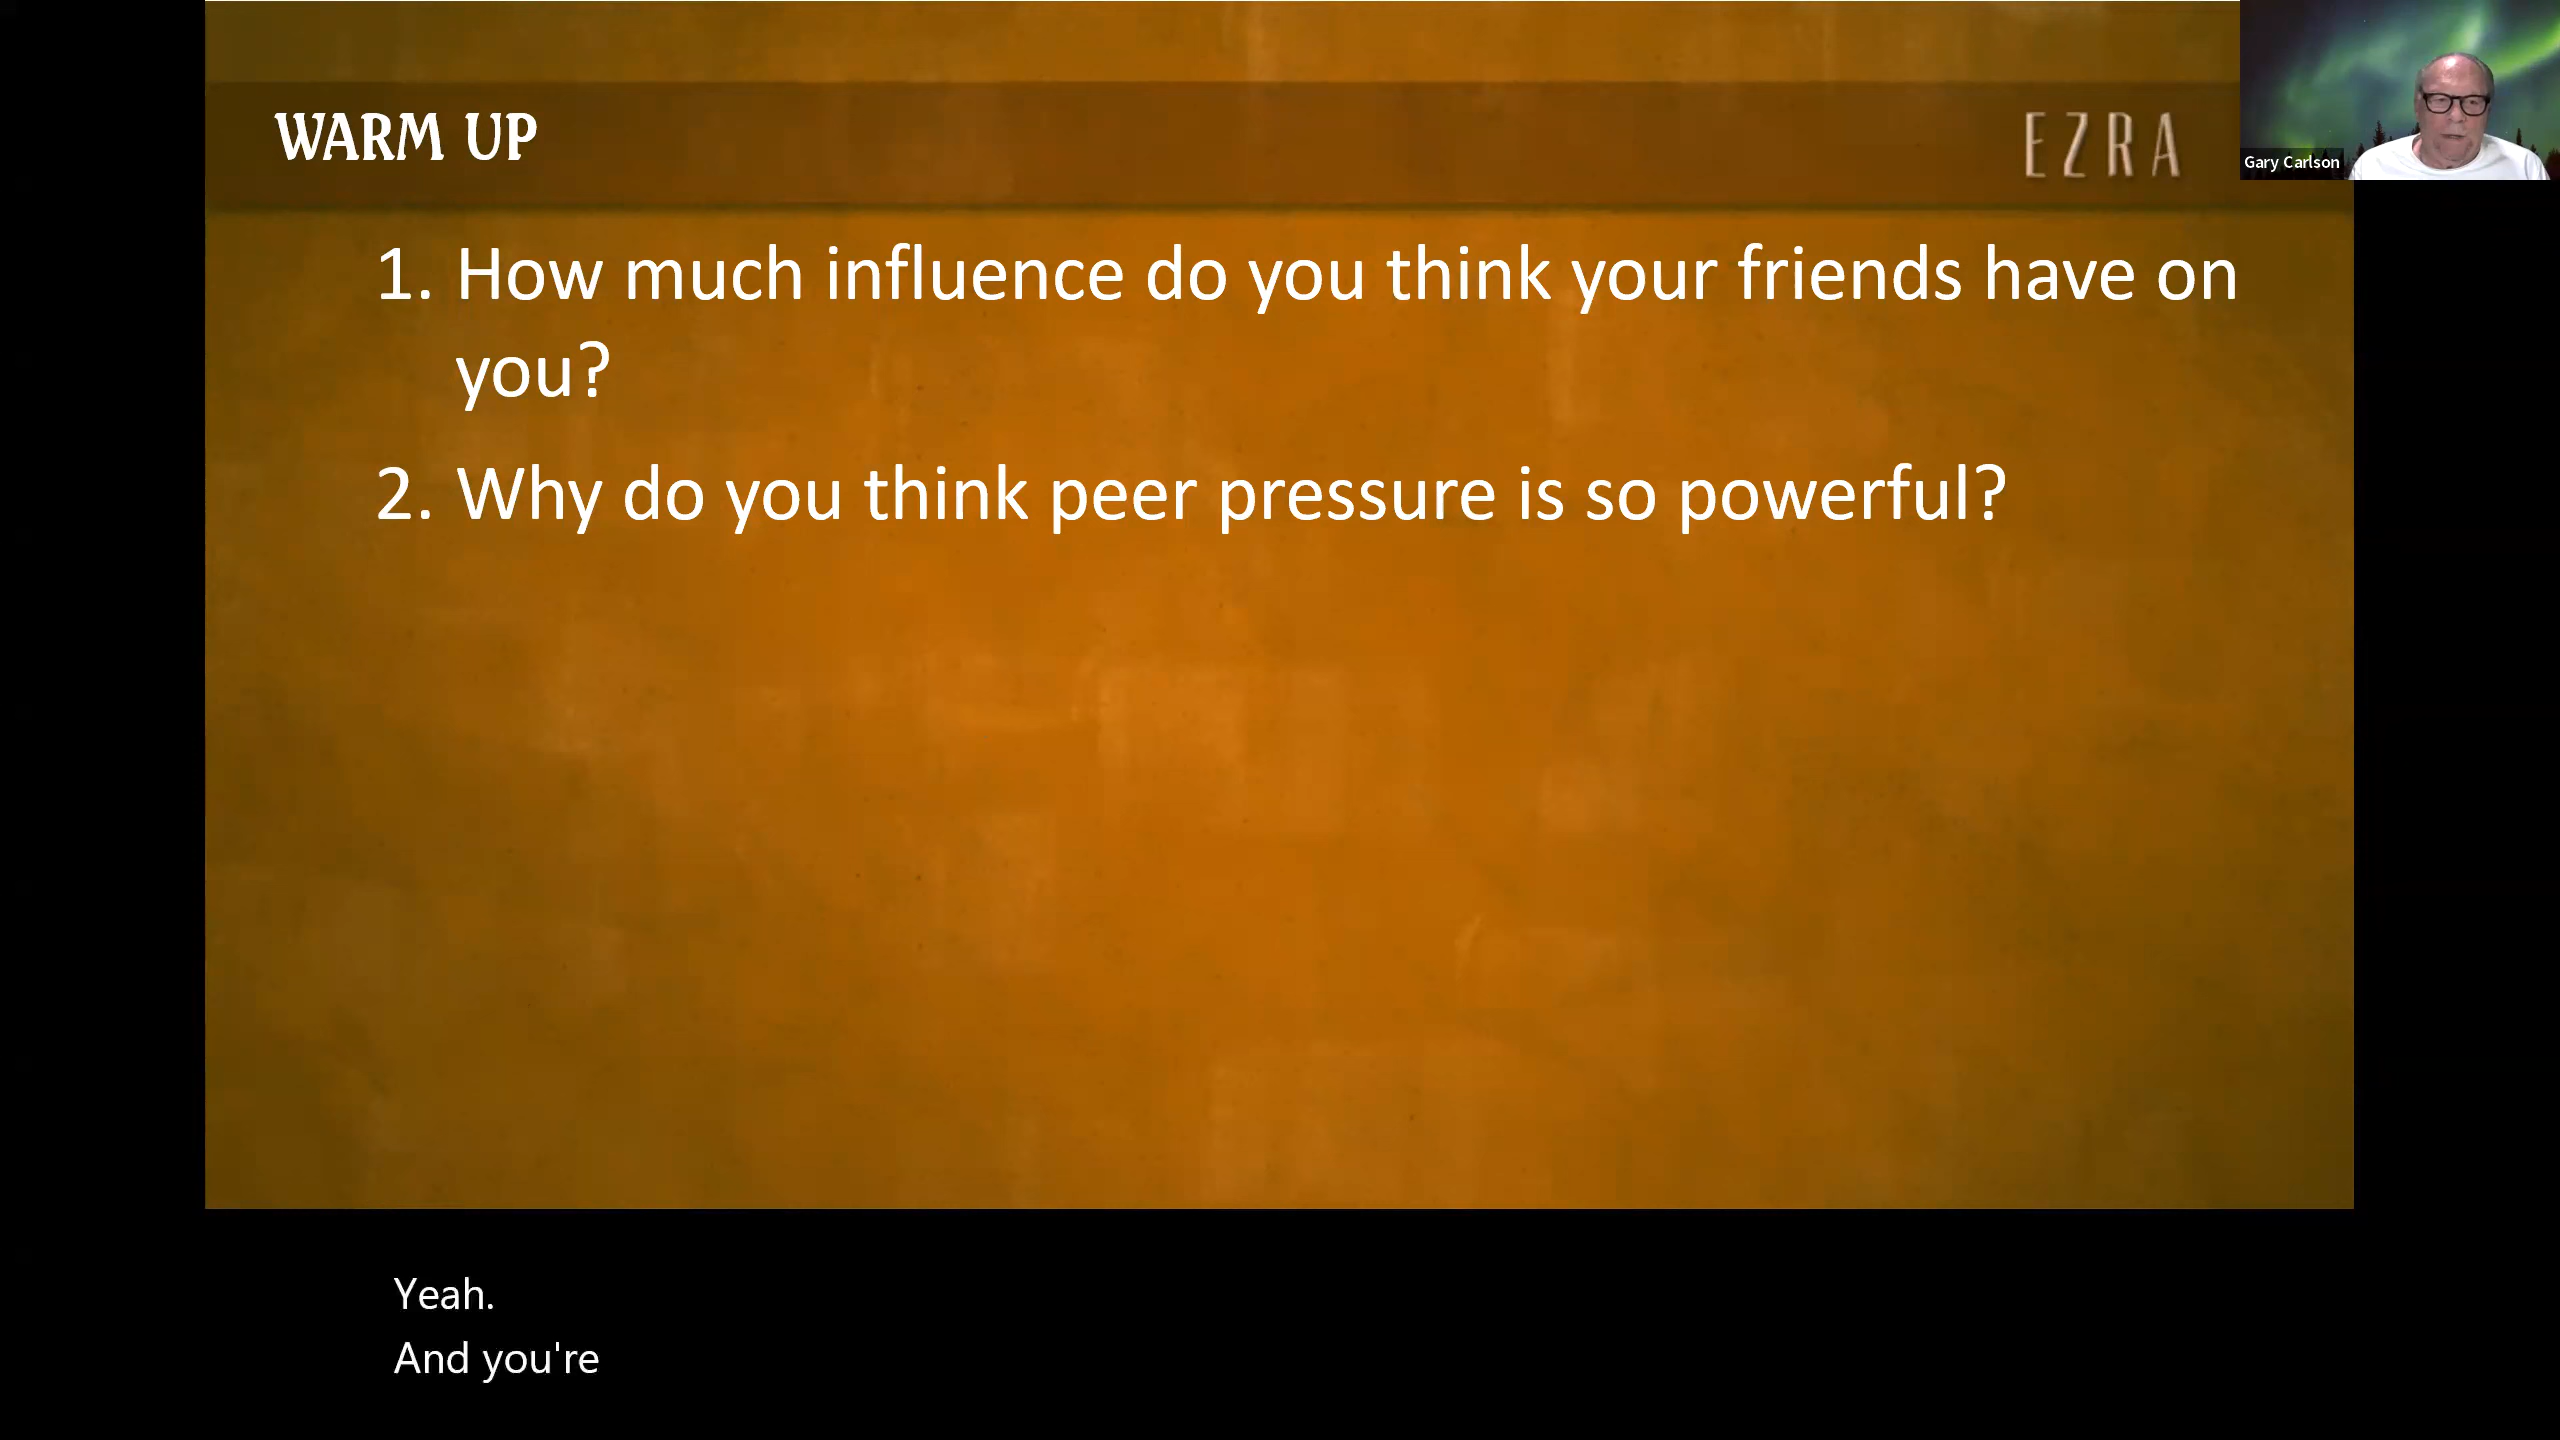 WARM UP
EZRA
Gary Carlson
1. How much influence do you think your friends have on
you?
2. Why do you think peer pressure is so powerful?
Yeah.
And you're